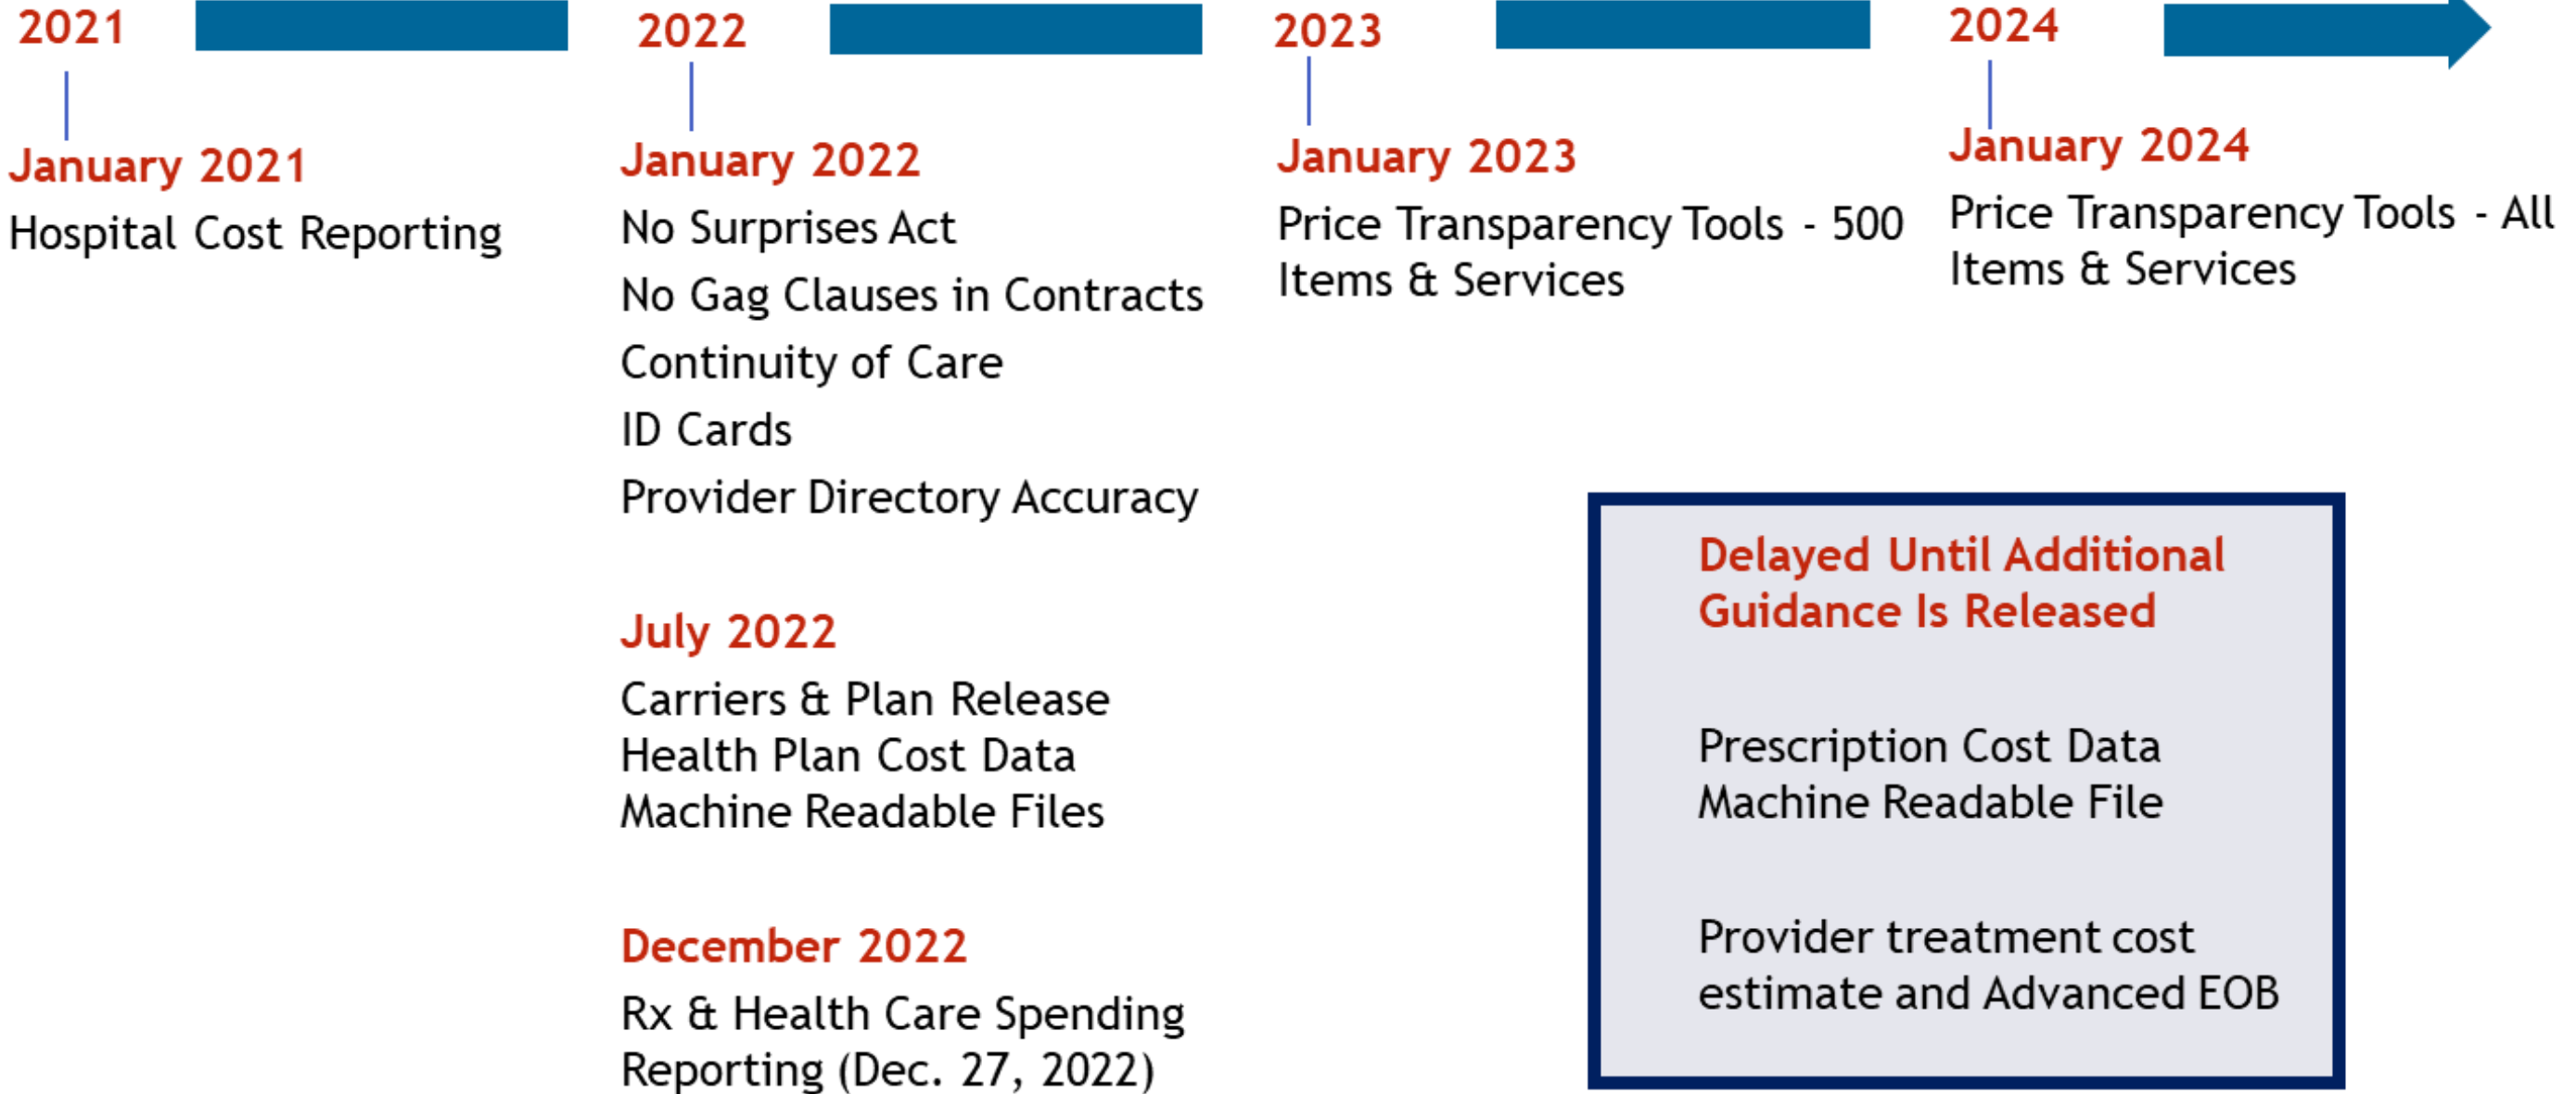 2021
2022
2023
2024
January 2021
Hospital Cost Reporting
January 2022
No Surprises Act
No Gag Clauses in Contracts
Continuity of Care
ID Cards
Provider Directory Accuracy
July 2022
Carriers & Plan Release
Health Plan Cost Data
Machine Readable Files
December 2022
Rx & Health Care Spending
Reporting (Dec. 27, 2022)
January 2023
Price Transparency Tools - 500
Items & Services
January 2024
Price Transparency Tools - All
Items & Services
Delayed Until Additional
Guidance Is Released
Prescription Cost Data
Machine Readable File
Provider treatment cost
estimate and Advanced EOB